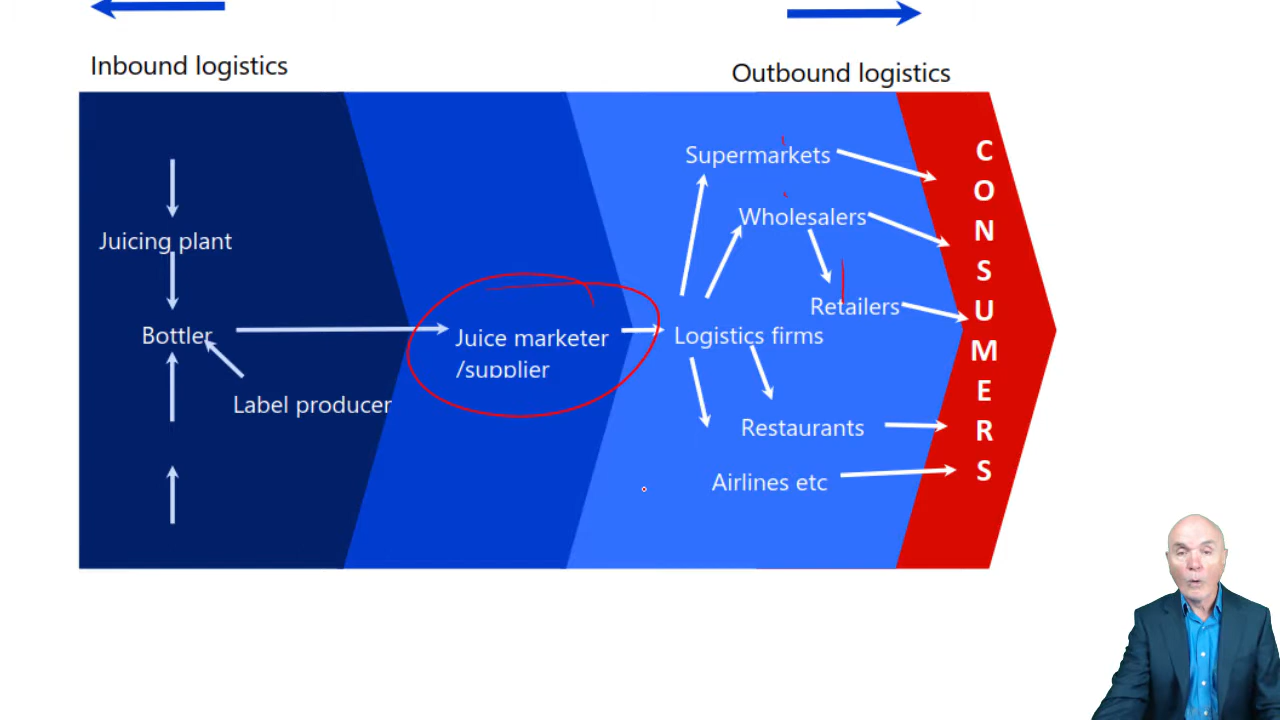 Inbound logistics
Outbound logistics
Juicing plant
Bottler
Label producer
Juice marketer
/supplier
Supermarkets
Wholesalers
Retailers
Logistics firms
Restaurants
Airlines etc
CONSUMERS